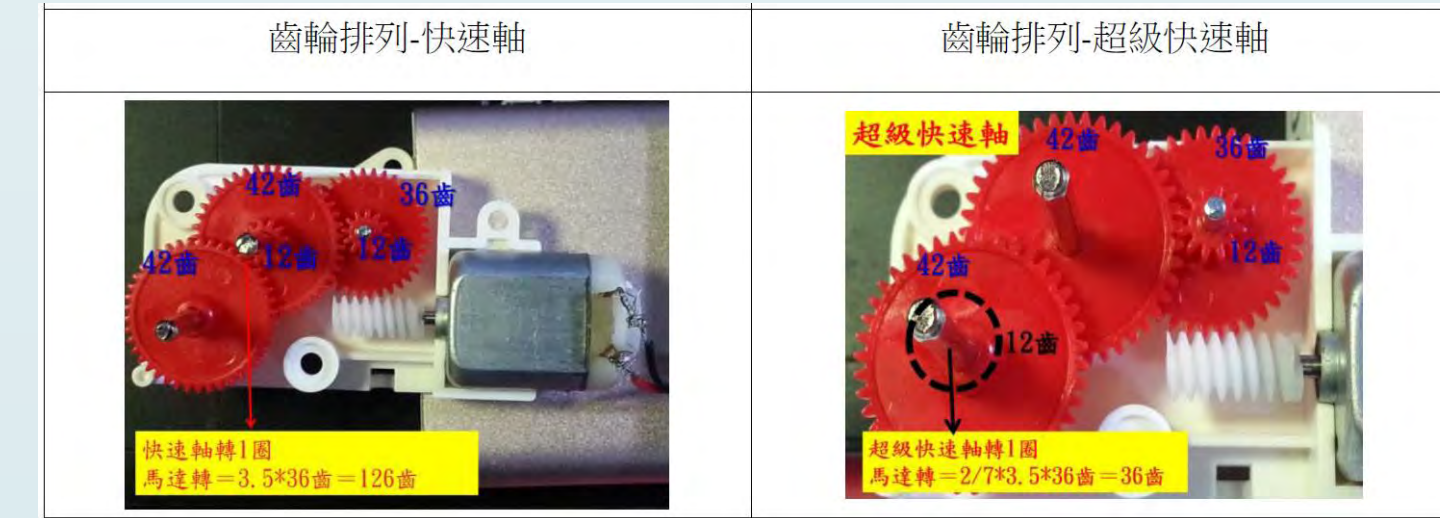 齒輪排列-快速軸
齒輪排列-超級快速軸
42齒
36齒
42齒
12齒
12齒
快速軸轉1圈
馬達轉=3.5*36齒=126齒
超級快速軸
42齒
36齒
42齒
12齒
12齒
超級快速軸轉1圈
馬達轉=2/7*3.5*36齒=36齒